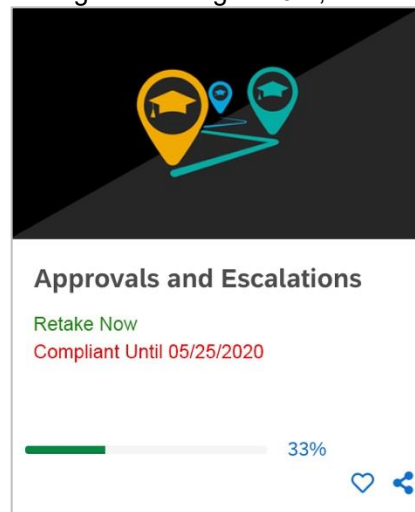 Approvals and Escalations
Retake Now
Compliant Until 05/25/2020
33%